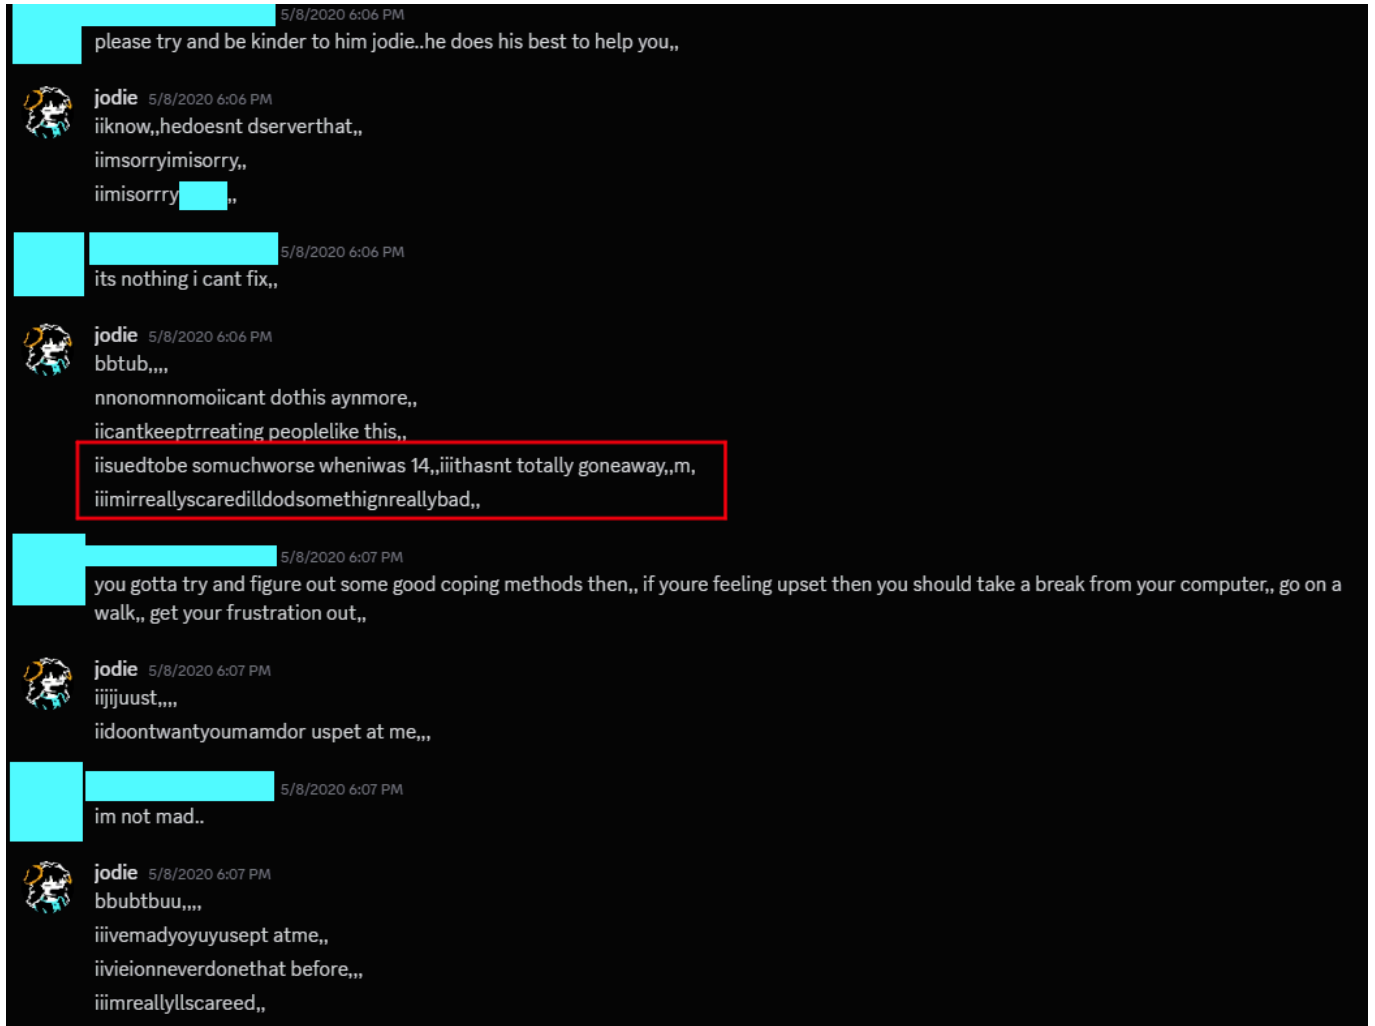 5/8/2020 6:06 PM
please try and be kinder to him jodie..he does his best to help you,,
jodie 5/8/2020 6:06 PM
iiknow,,hedoesnt dserverthat,,
iimsorryimisorry,,
iimisorrry ,,
5/8/2020 6:06 PM
its nothing i cant fix,,
jodie 5/8/2020 6:06 PM
bbtub,,,,
nnonomnomoiicant dothis aynmore,,
iicantkeeptrreating peoplelike this,,
iisuedtobe somuchworse wheniwas 14,,iiithasnt totally goneaway,,m,
iiimirreallyscaredilldodsomethignreallybad,,
5/8/2020 6:07 PM
you gotta try and figure out some good coping methods then,, if youre feeling upset then you should take a break from your computer,, go on a
walk,, get your frustration out,,
jodie 5/8/2020 6:07 PM
iijijuust,,,,
iidoontwantyoumamdor uspet at me,,,
5/8/2020 6:07 PM
im not mad..
jodie 5/8/2020 6:07 PM
bbubtbuu,,,,
iiivemadyoyuyusept atme,,
iivieionneverdonethat before,,,
iiimreallyllscareed,,